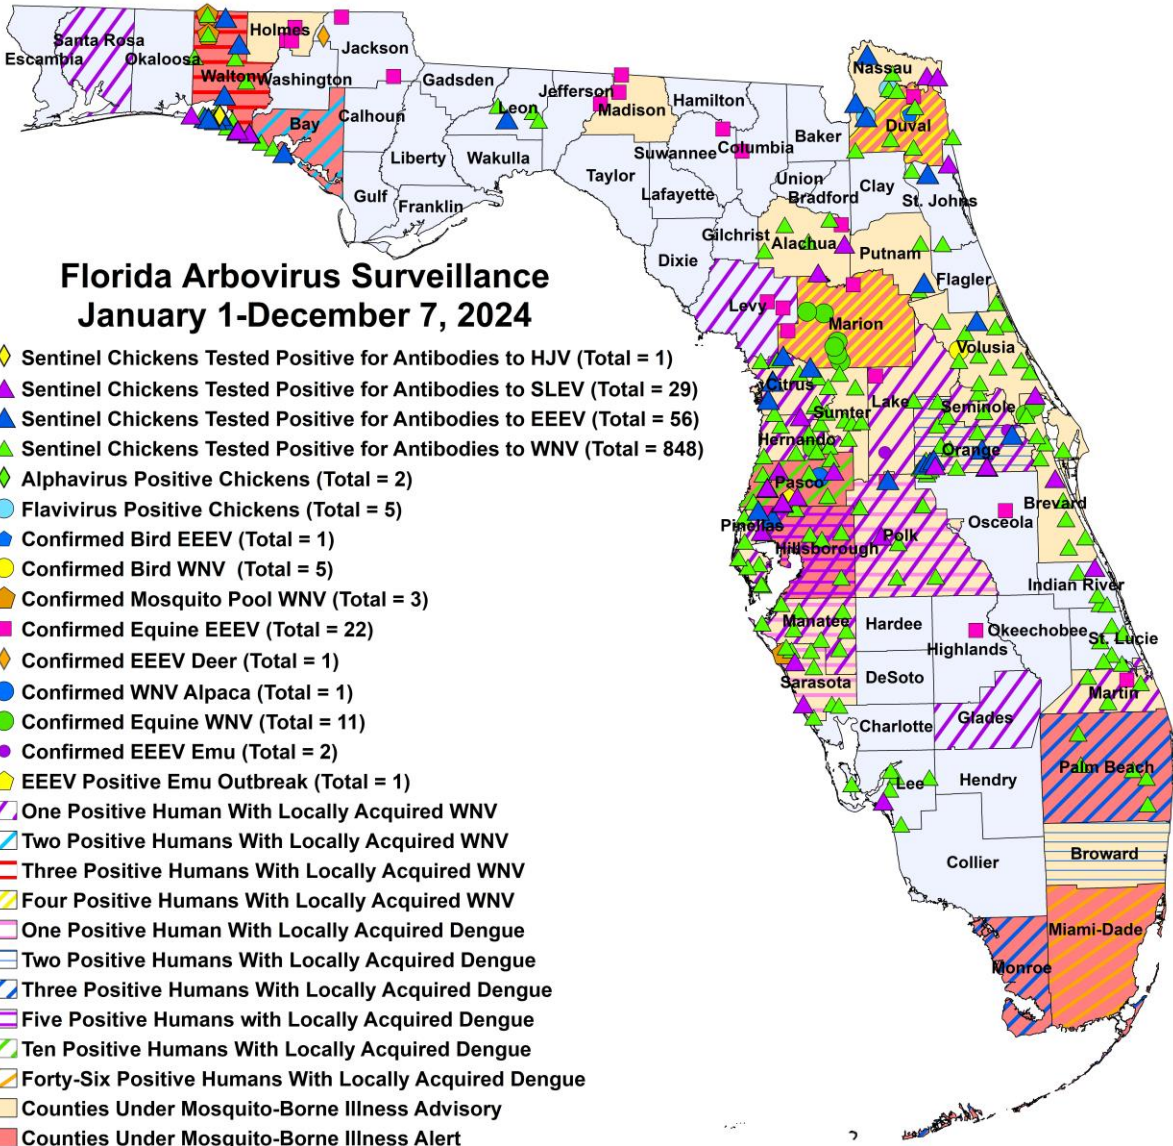 Santa Rosa
Escambia
Okaloosa
Holmes
Walton
Washington
Jackson
Bay
Calhoun
Gadsden
Liberty
Gulf
Franklin
Leon
Wakulla
Jefferson
Madison
Taylor
Hamilton
Suwannee
Lafayette
Columbia
Dixie
Gilchrist
Baker
Union
Bradford
Nassau
Duval
Clay
St. Johns
Alachua
Putnam
Flagler
Levy
Marion
Volusia
Citrus
Sumter
Lake
Seminole
Hernando
Orange
Pasco
Pinellas
Hillsborough
Polk
Osceola
Brevard
Indian River
Manatee
Hardee
Highlands
Okeechobee
St. Lucie
Sarasota
DeSoto
Martin
Charlotte
Glades
Lee
Hendry
Palm Beach
Collier
Broward
Miami-Dade
Monroe
Florida Arbovirus Surveillance
January 1-December 7, 2024
Sentinel Chickens Tested Positive for Antibodies to HJV (Total = 1)
Sentinel Chickens Tested Positive for Antibodies to SLEV (Total = 29)
Sentinel Chickens Tested Positive for Antibodies to EEEV (Total = 56)
Sentinel Chickens Tested Positive for Antibodies to WNV (Total = 848)
Alphavirus Positive Chickens (Total = 2)
Flavivirus Positive Chickens (Total = 5)
Confirmed Bird EEEV (Total = 1)
Confirmed Bird WNV (Total = 5)
Confirmed Mosquito Pool WNV (Total = 3)
Confirmed Equine EEEV (Total = 22)
Confirmed EEEV Deer (Total = 1)
Confirmed WNV Alpaca (Total = 1)
Confirmed Equine WNV (Total = 11)
Confirmed EEEV Emu (Total = 2)
EEEV Positive Emu Outbreak (Total = 1)
One Positive Human With Locally Acquired WNV
Two Positive Humans With Locally Acquired WNV
Three Positive Humans With Locally Acquired WNV
Four Positive Humans With Locally Acquired WNV
One Positive Human With Locally Acquired Dengue
Two Positive Humans With Locally Acquired Dengue
Three Positive Humans With Locally Acquired Dengue
Five Positive Humans with Locally Acquired Dengue
Ten Positive Humans With Locally Acquired Dengue
Forty-Six Positive Humans With Locally Acquired Dengue
Counties Under Mosquito-Borne Illness Advisory
Counties Under Mosquito-Borne Illness Alert